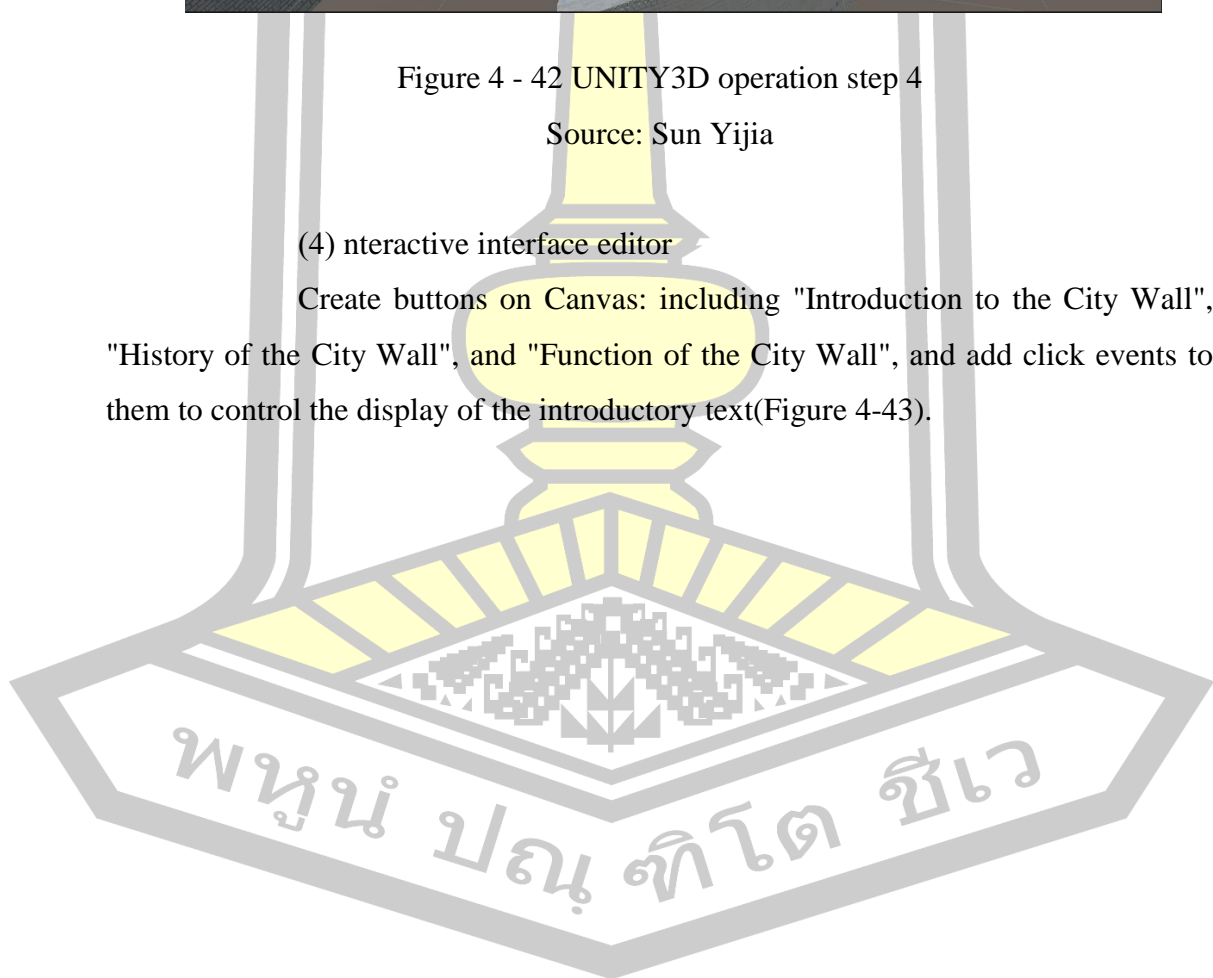 Figure 4 - 42 UNITY3D operation step 4
Source: Sun Yijia
(4) nteractive interface editor
Create buttons on Canvas: including "Introduction to the City Wall",
"History of the City Wall", and "Function of the City Wall", and add click events to
them to control the display of the introductory text(Figure 4-43).
พหูนํ ปณฺฑิโต ชีเว